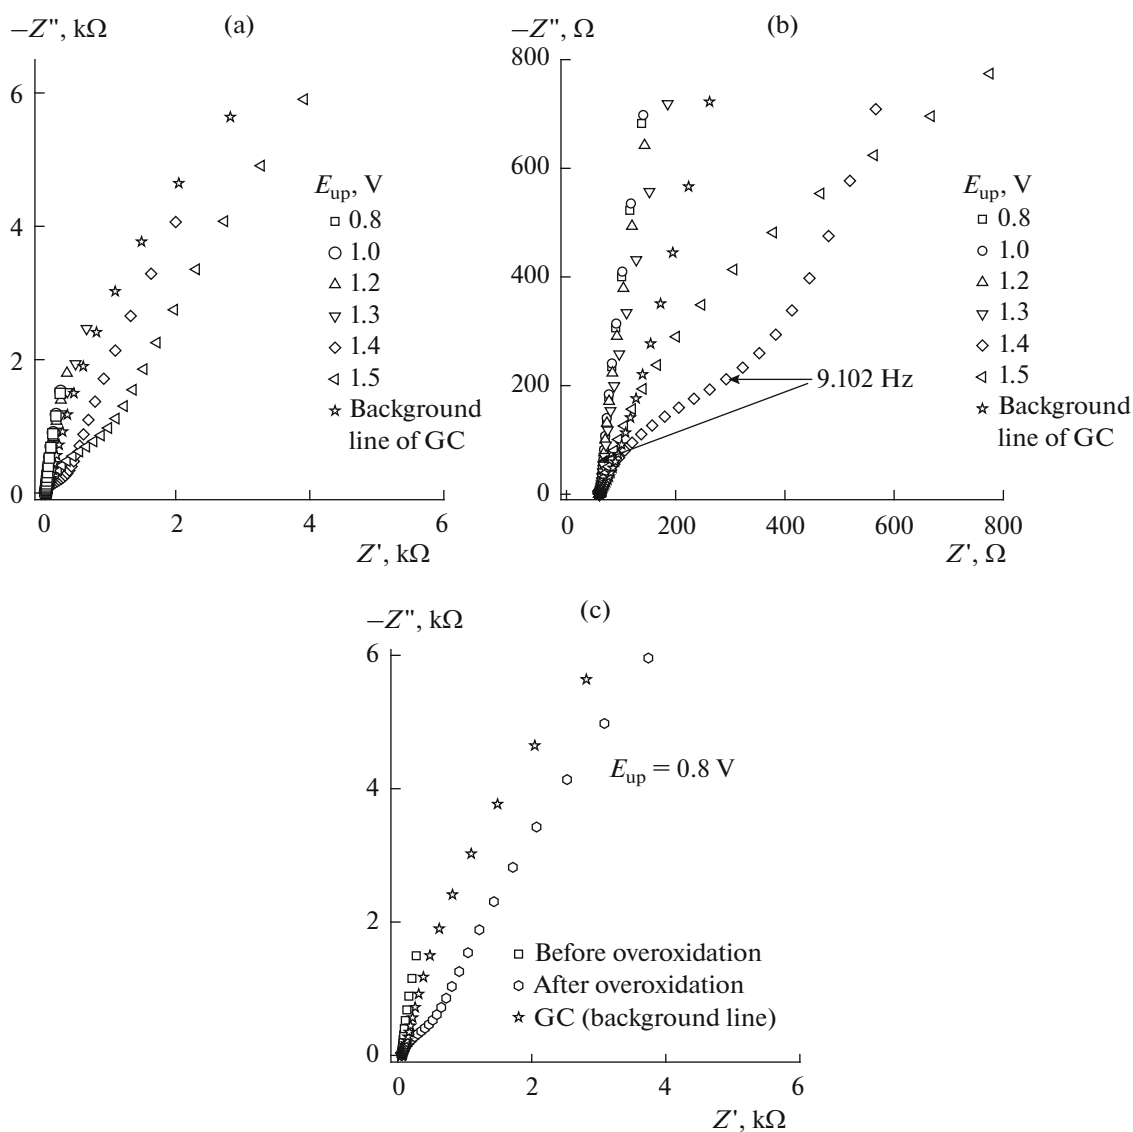 −Z", kΩ
(a)
6
4
2
0
0
2
4
6
Z', kΩ
E_up, V
0.8
1.0
1.2
1.3
1.4
1.5
Background
line of GC
−Z", Ω
(b)
800
600
400
200
0
0
200
400
600
800
Z', Ω
9.102 Hz
E_up, V
0.8
1.0
1.2
1.3
1.4
1.5
Background
line of GC
−Z", kΩ
(c)
6
4
2
0
0
2
4
6
Z', kΩ
E_up = 0.8 V
Before overoxidation
After overoxidation
GC (background line)